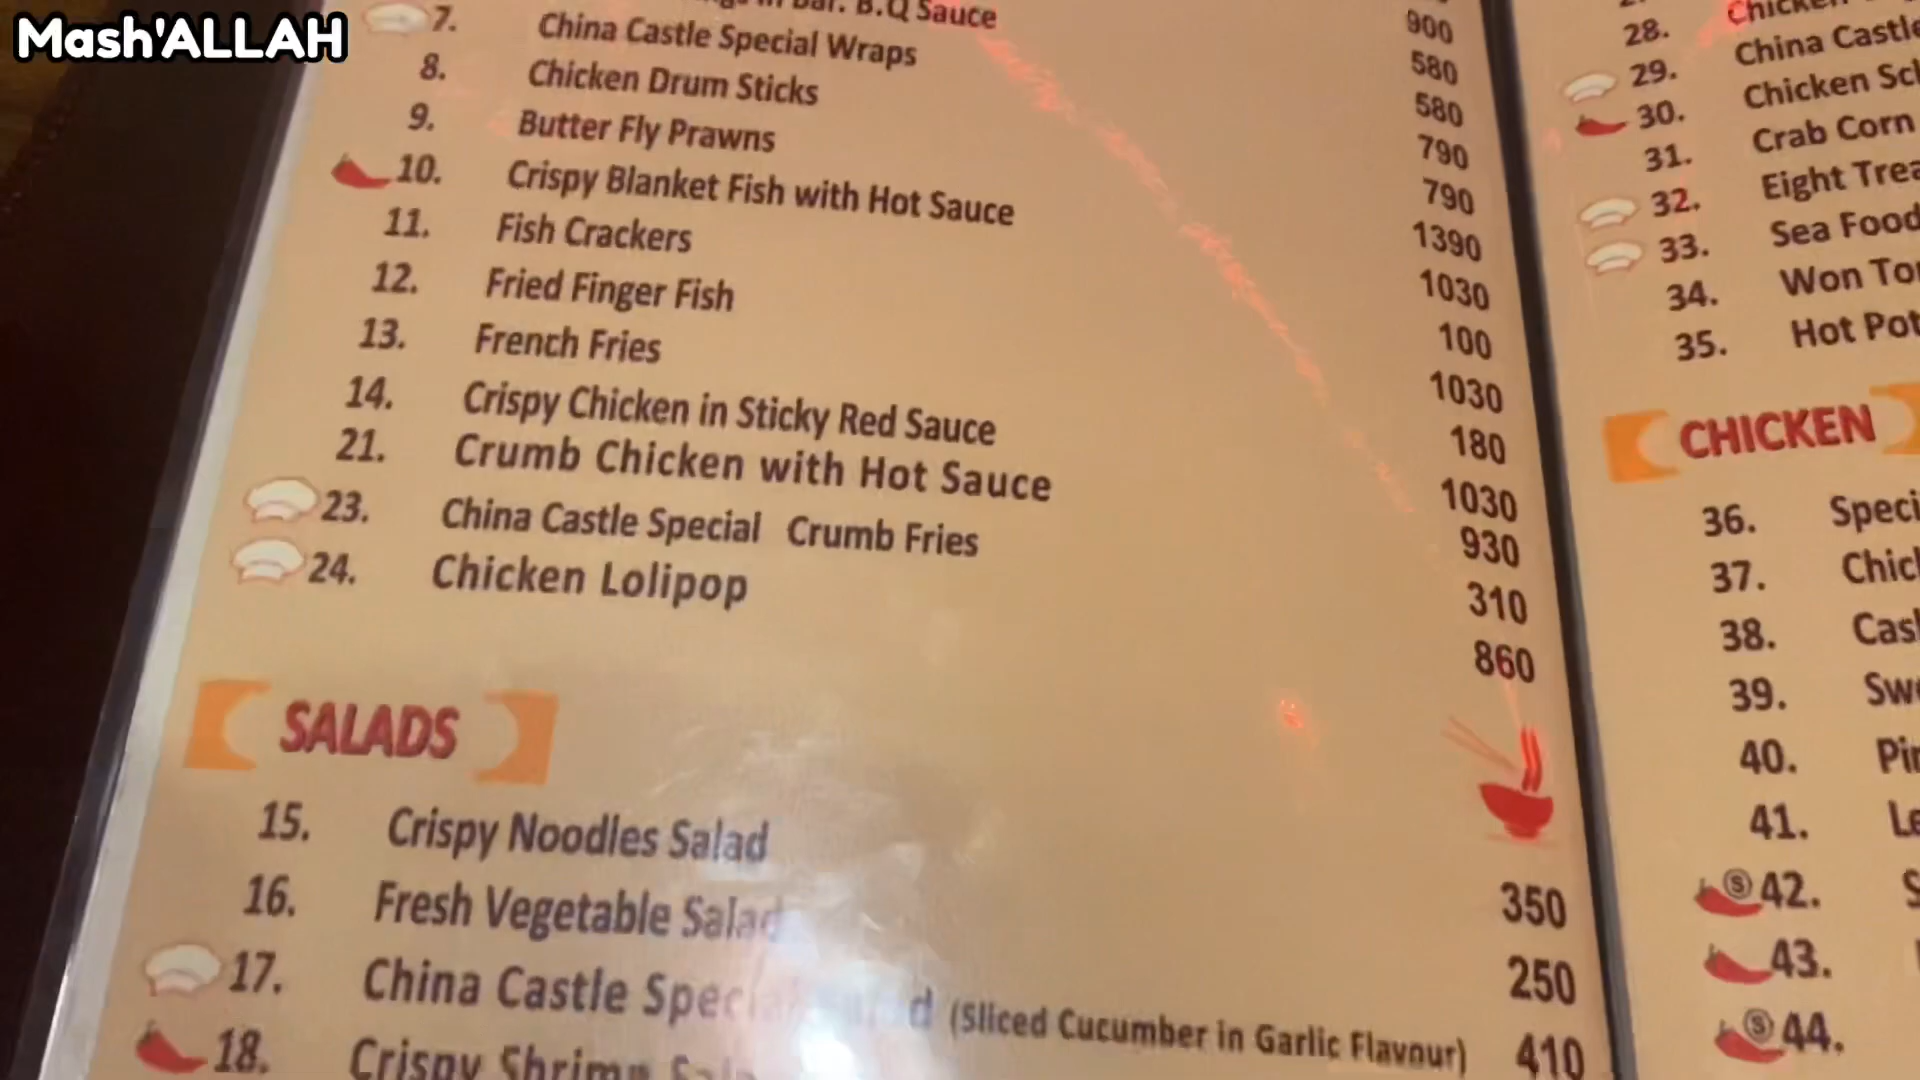 Mash'ALLAH
B.Q Sauce
7. China Castle Special Wraps 900
8. Chicken Drum Sticks 580
9. Butter Fly Prawns 580
10. Crispy Blanket Fish with Hot Sauce 790
11. Fish Crackers 790
12. Fried Finger Fish 1390
13. French Fries 1030
14. Crispy Chicken in Sticky Red Sauce 100
21. Crumb Chicken with Hot Sauce 1030
23. China Castle Special Crumb Fries 180
24. Chicken Lolipop 1030
930
310
860
SALADS
15. Crispy Noodles Salad 350
16. Fresh Vegetable Salad 250
17. China Castle Special (Sliced Cucumber in Garlic Flavour) 410
18. Crispy Shrimp
28. China Castle
29. Chicken
30. Crab Corn
31. Eight
32. Sea Food
33. Won
34. Hot
35.
CHICKEN
36.
37.
38.
39.
40.
41.
S 42.
43.
S 44.